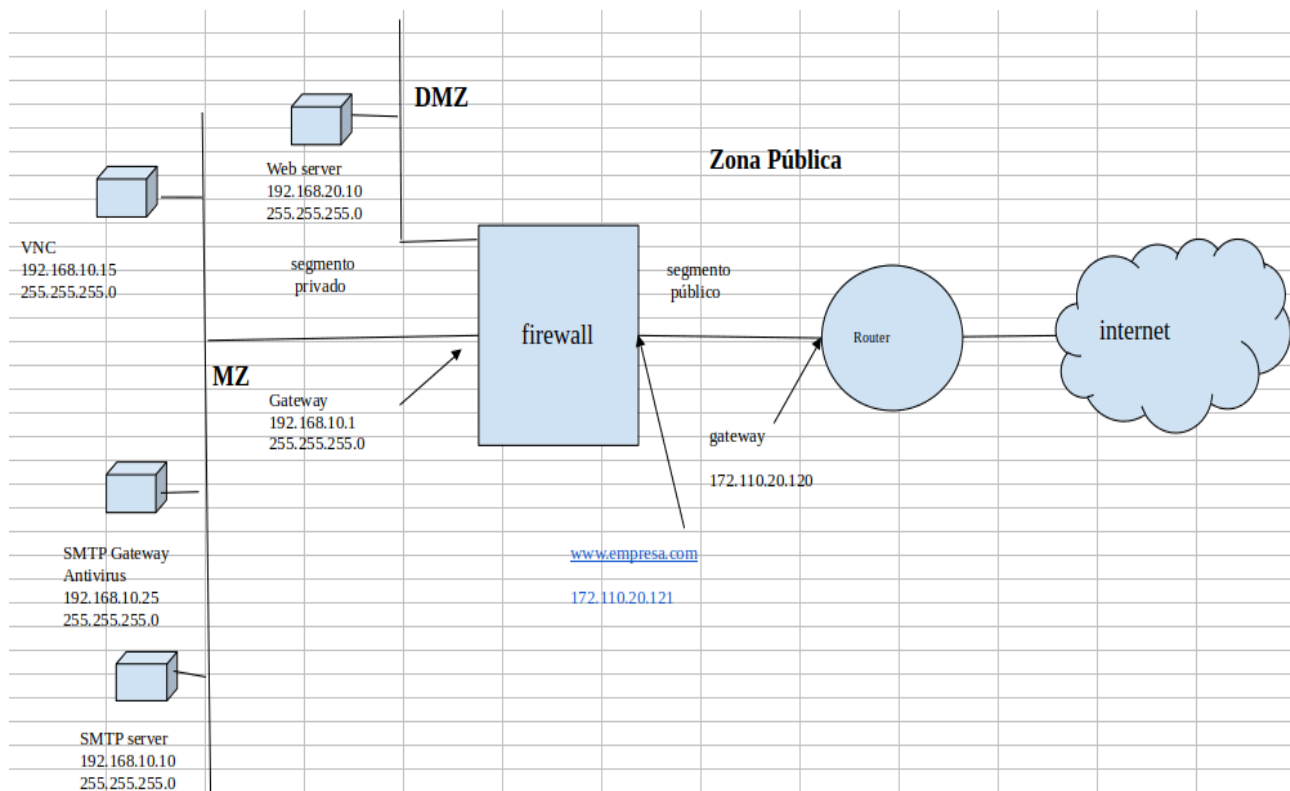 DMZ
Web server
192.168.20.10
255.255.255.0
Zona Pública
VNC
192.168.10.15
255.255.255.0
segmento
privado
segmento
público
firewall
Router
internet
MZ
Gateway
192.168.10.1
255.255.255.0
gateway
172.110.20.120
SMTP Gateway
Antivirus
192.168.10.25
255.255.255.0
www.empresa.com
172.110.20.121
SMTP server
192.168.10.10
255.255.255.0